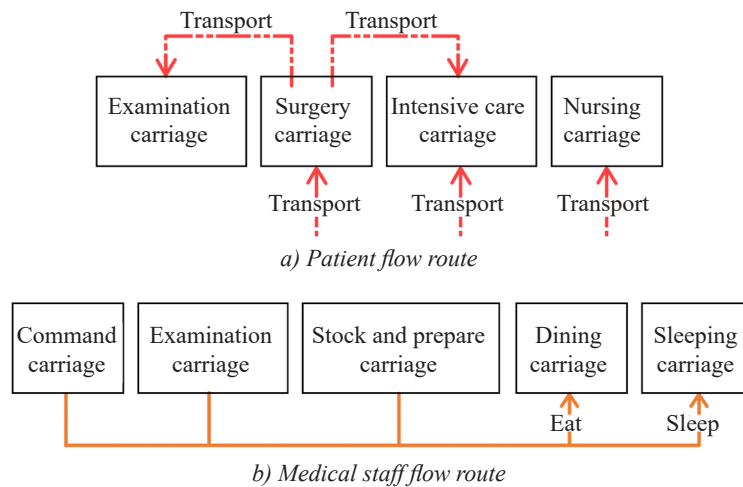 Transport
Transport
Examination
carriage
Surgery
carriage
Intensive care
carriage
Nursing
carriage
Transport
Transport
Transport
a) Patient flow route
Command
carriage
Examination
carriage
Stock and prepare
carriage
Dining
carriage
Sleeping
carriage
Eat
Sleep
b) Medical staff flow route